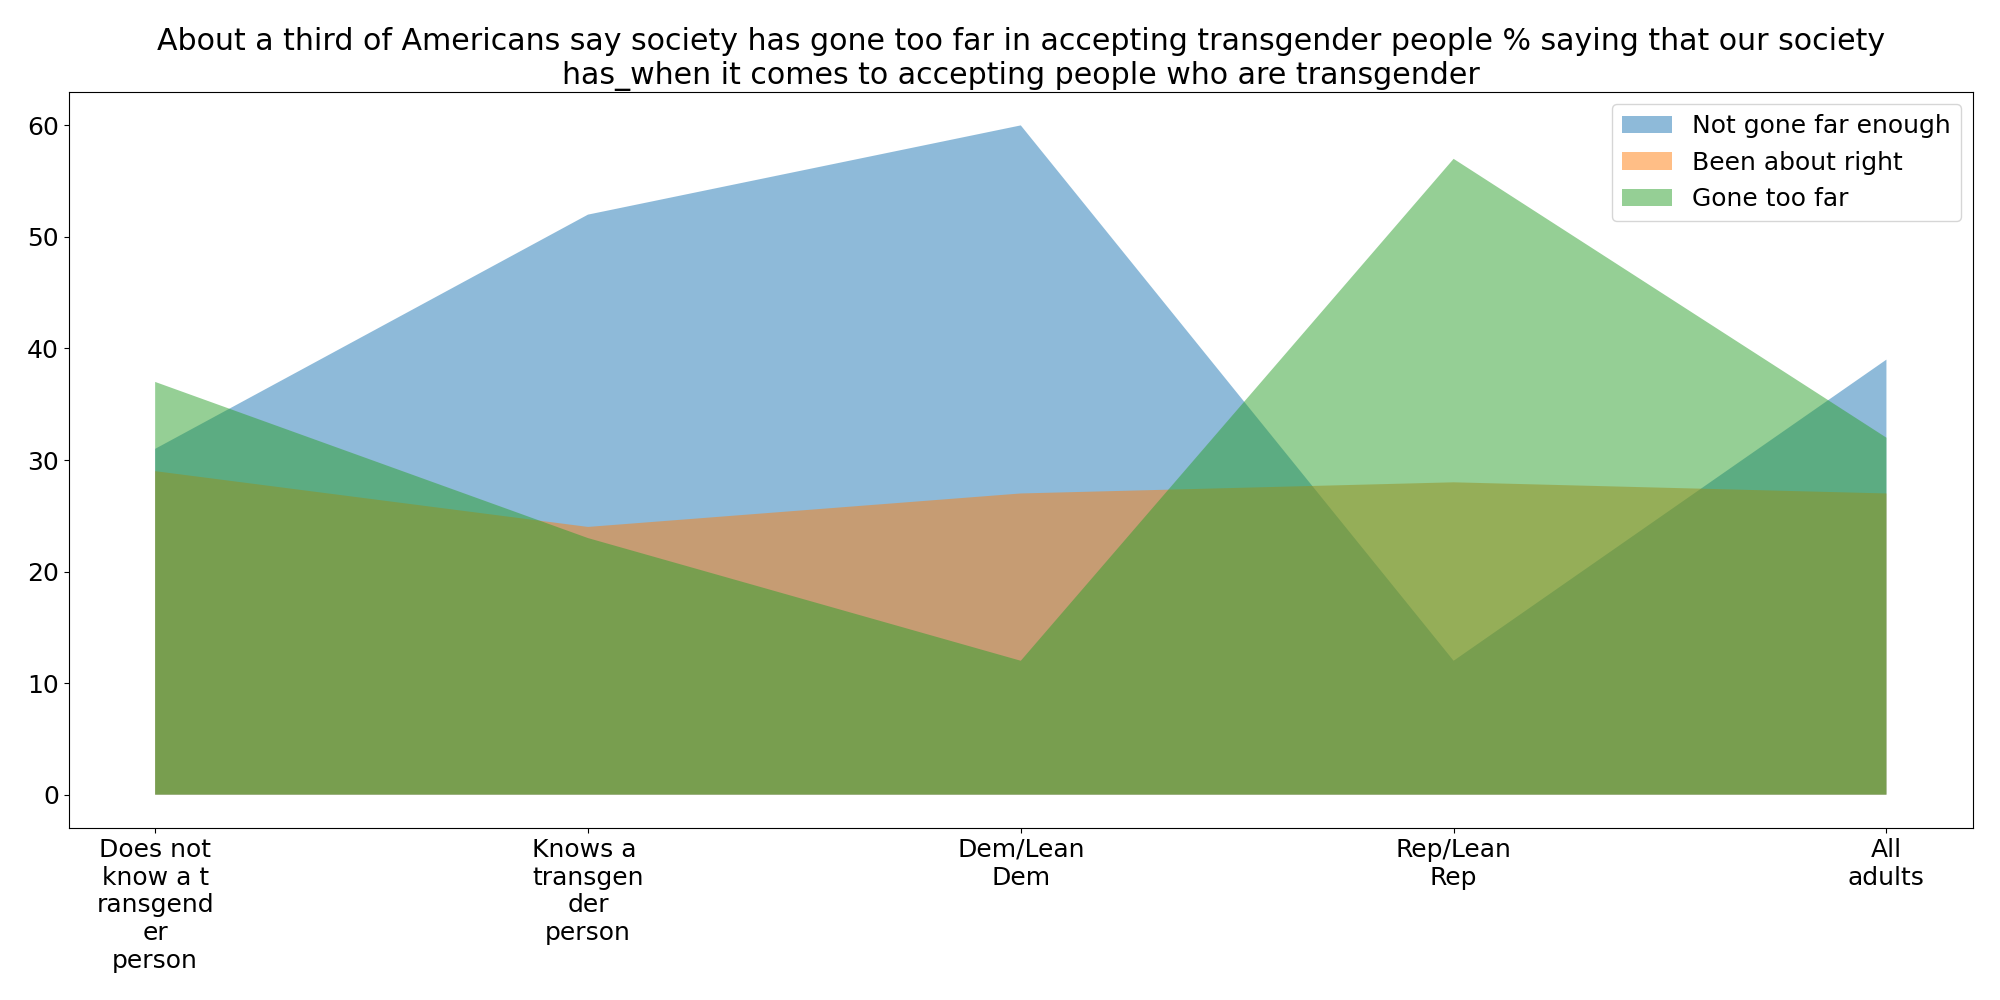 About a third of Americans say society has gone too far in accepting transgender people % saying that our society
has_when it comes to accepting people who are transgender
Not gone far enough
Been about right
Gone too far
60
50
40
30
20
10
0
Does not
know a t
ransgend
er
person
Knows a
transgen
der
person
Dem/Lean
Dem
Rep/Lean
Rep
All
adults